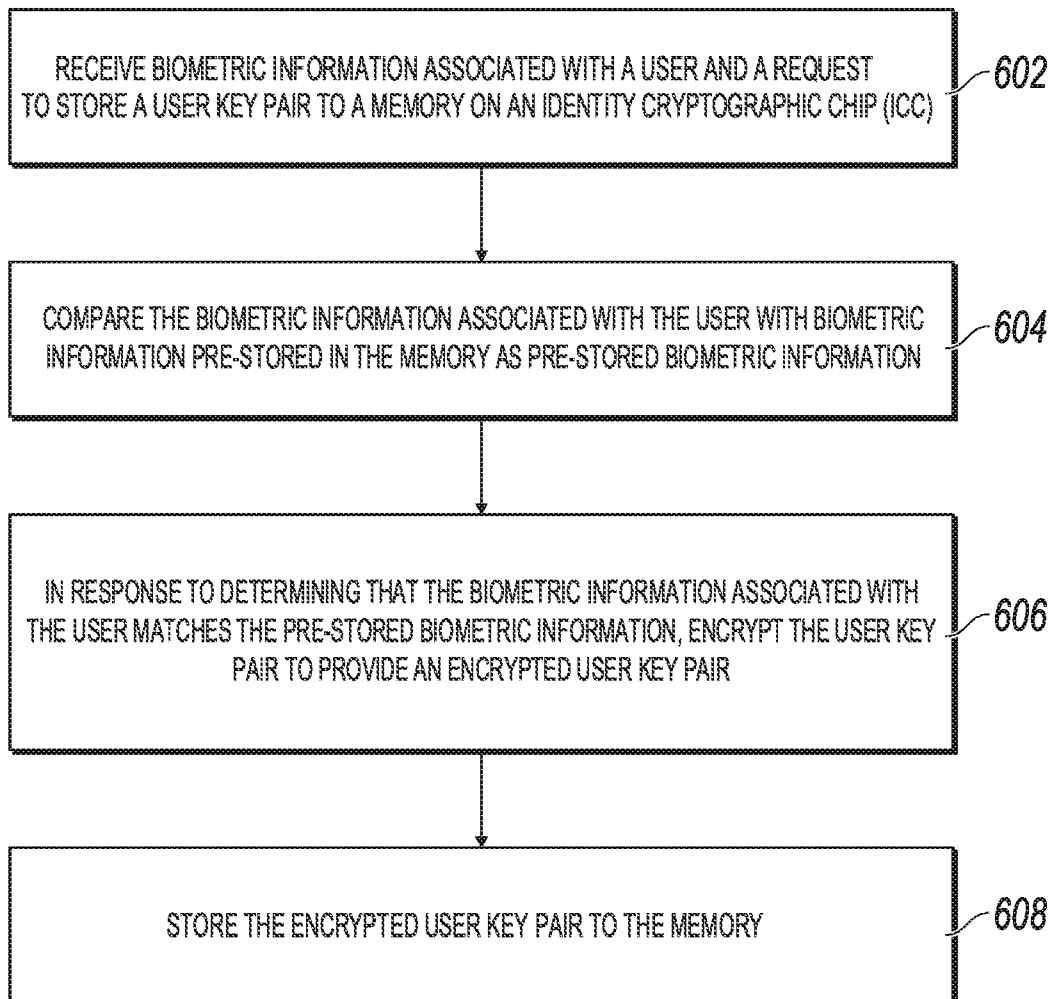 RECEIVE BIOMETRIC INFORMATION ASSOCIATED WITH A USER AND A REQUEST
TO STORE A USER KEY PAIR TO A MEMORY ON AN IDENTITY CRYPTOGRAPHIC CHIP (ICC)
602
COMPARE THE BIOMETRIC INFORMATION ASSOCIATED WITH THE USER WITH BIOMETRIC
INFORMATION PRE-STORED IN THE MEMORY AS PRE-STORED BIOMETRIC INFORMATION
604
IN RESPONSE TO DETERMINING THAT THE BIOMETRIC INFORMATION ASSOCIATED WITH
THE USER MATCHES THE PRE-STORED BIOMETRIC INFORMATION, ENCRYPT THE USER KEY
PAIR TO PROVIDE AN ENCRYPTED USER KEY PAIR
606
STORE THE ENCRYPTED USER KEY PAIR TO THE MEMORY
608